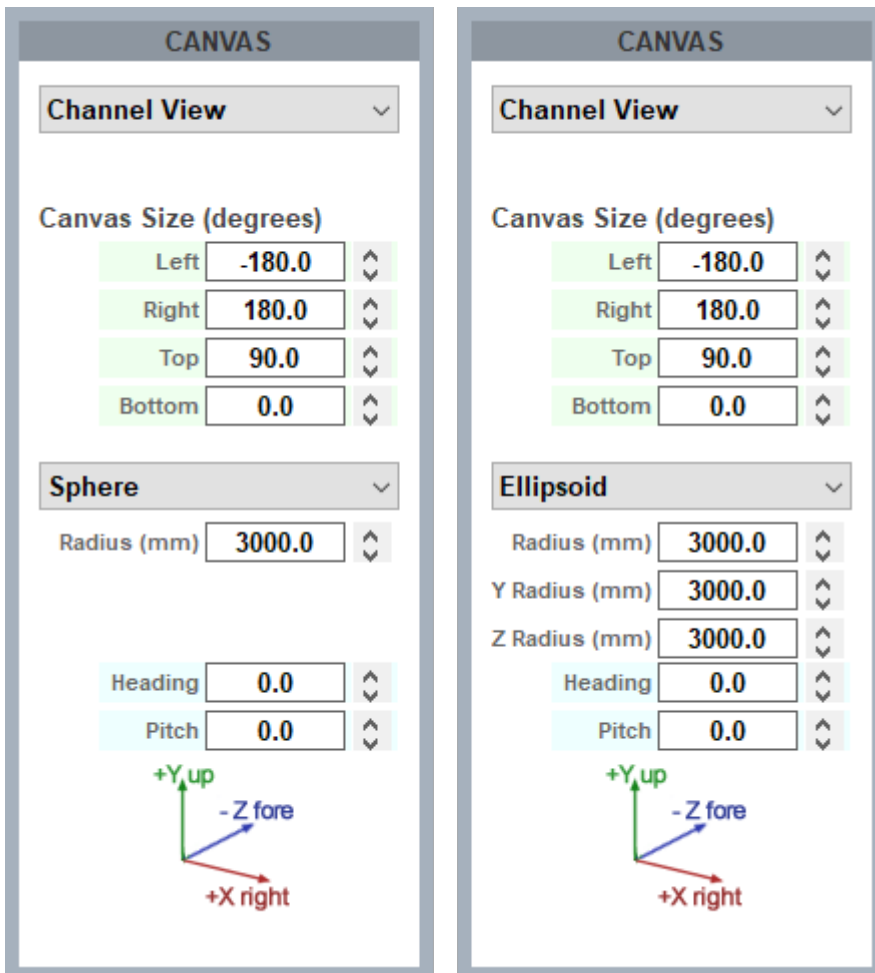 CANVAS
Channel View
Canvas Size (degrees)
Left -180.0
Right 180.0
Top 90.0
Bottom 0.0
Sphere
Radius (mm) 3000.0
Heading 0.0
Pitch 0.0
+Y up
- Z fore
+X right
CANVAS
Channel View
Canvas Size (degrees)
Left -180.0
Right 180.0
Top 90.0
Bottom 0.0
Ellipsoid
Radius (mm) 3000.0
Y Radius (mm) 3000.0
Z Radius (mm) 3000.0
Heading 0.0
Pitch 0.0
+Y up
- Z fore
+X right